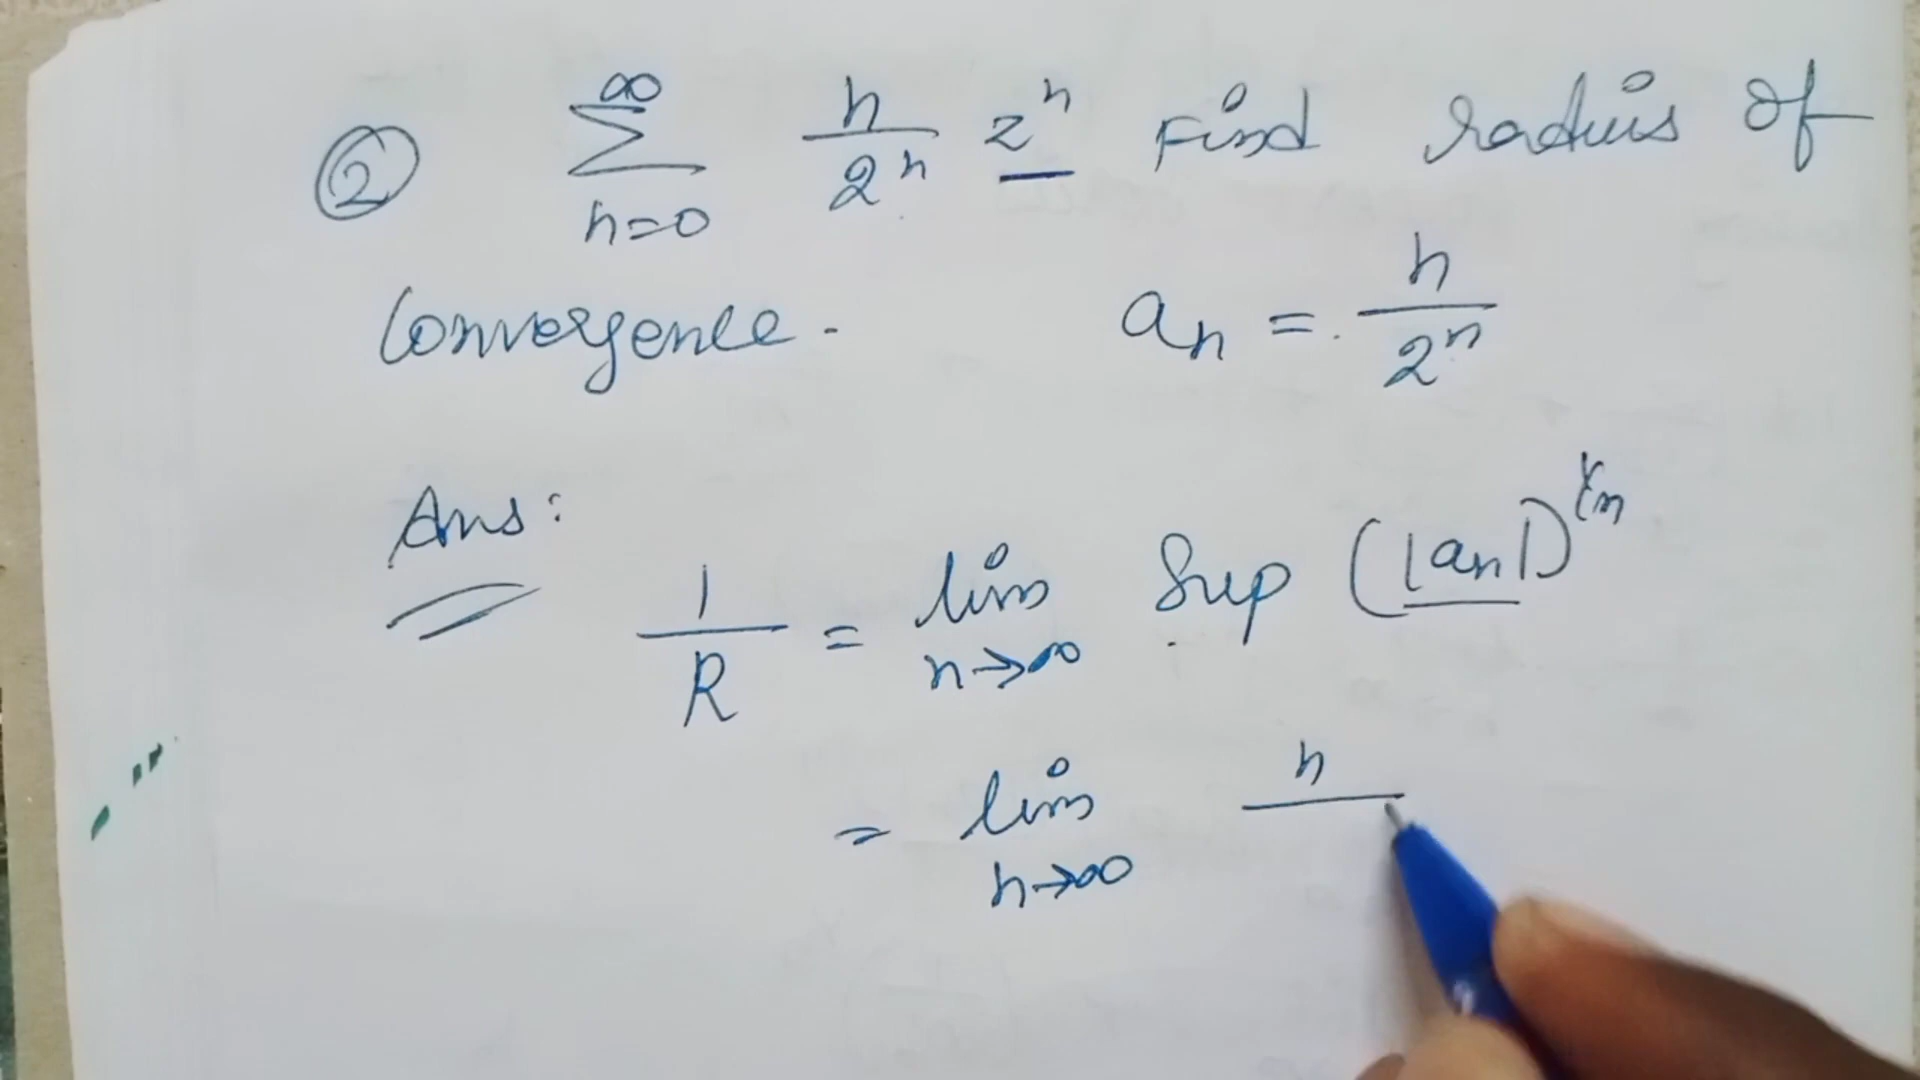 ② ∑_{n=0}^{∞} n/2^n z^n Find radius of
Convergence. a_n = n/2^n
Ans:
1/R = lim_{n→∞} Sup (|a_n|)^{1/n}
= lim_{n→∞} n